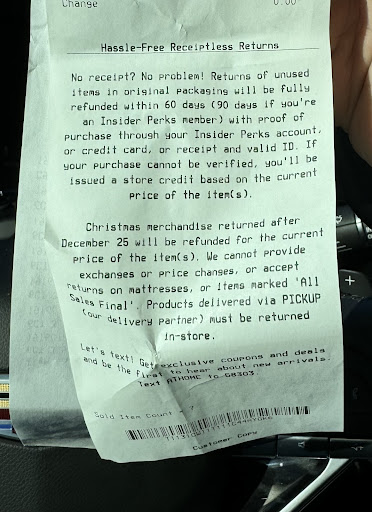 Change 0.00
Hassle-Free Receiptless Returns
No receipt? No problem! Returns of unused
items in original packaging will be fully
refunded within 60 days (90 days if you're
an Insider Perks member) with proof of
purchase through your Insider Perks account,
or credit card, or receipt and valid ID. If
your purchase cannot be verified, you'll be
issued a store credit based on the current
price of the item(s).
Christmas merchandise returned after
December 25 will be refunded for the current
price of the item(s). We cannot provide
exchanges or price changes, or accept
returns on mattresses, or items marked 'All
Sales Final'. Products delivered via PICKUP
(our delivery partner) must be returned
in-store.
Let's text! Get exclusive coupons and deals
and be the first to hear about new arrivals.
Text ATHOME to 68303
Sold Item Count
Customer Copy